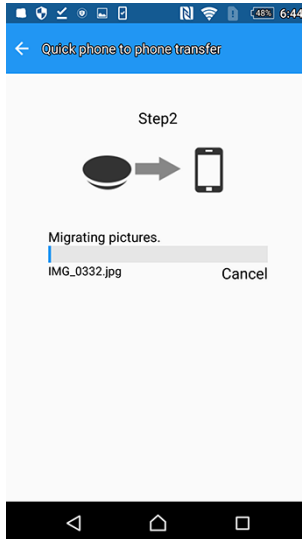 48% 6:44
Quick phone to phone transfer
Step2
Migrating pictures.
IMG_0332.jpg
Cancel